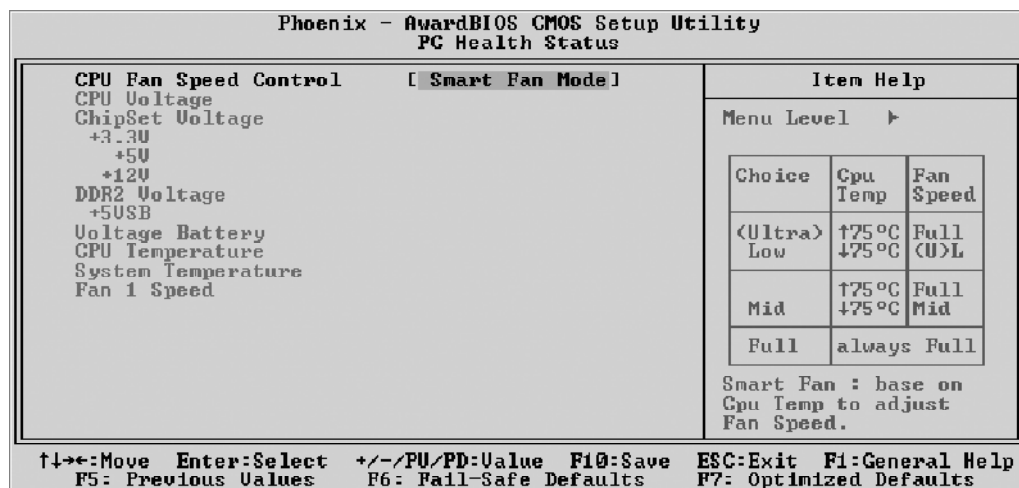 Phoenix - AwardBIOS CMOS Setup Utility
PC Health Status
CPU Fan Speed Control [ Smart Fan Mode]
CPU Voltage
ChipSet Voltage
+3.3V
+5V
+12V
DDR2 Voltage
+5VSB
Voltage Battery
CPU Temperature
System Temperature
Fan 1 Speed
Item Help
Menu Level ▶
Choice Cpu Temp Fan Speed
(Ultra) Low ↑75°C Full
↓75°C (U)L
Mid ↑75°C Full
↓75°C Mid
Full always Full
Smart Fan : base on
Cpu Temp to adjust
Fan Speed.
↑↓→←:Move Enter:Select +/-/PU/PD:Value F10:Save ESC:Exit F1:General Help
F5: Previous Values F6: Fail-Safe Defaults F7: Optimized Defaults